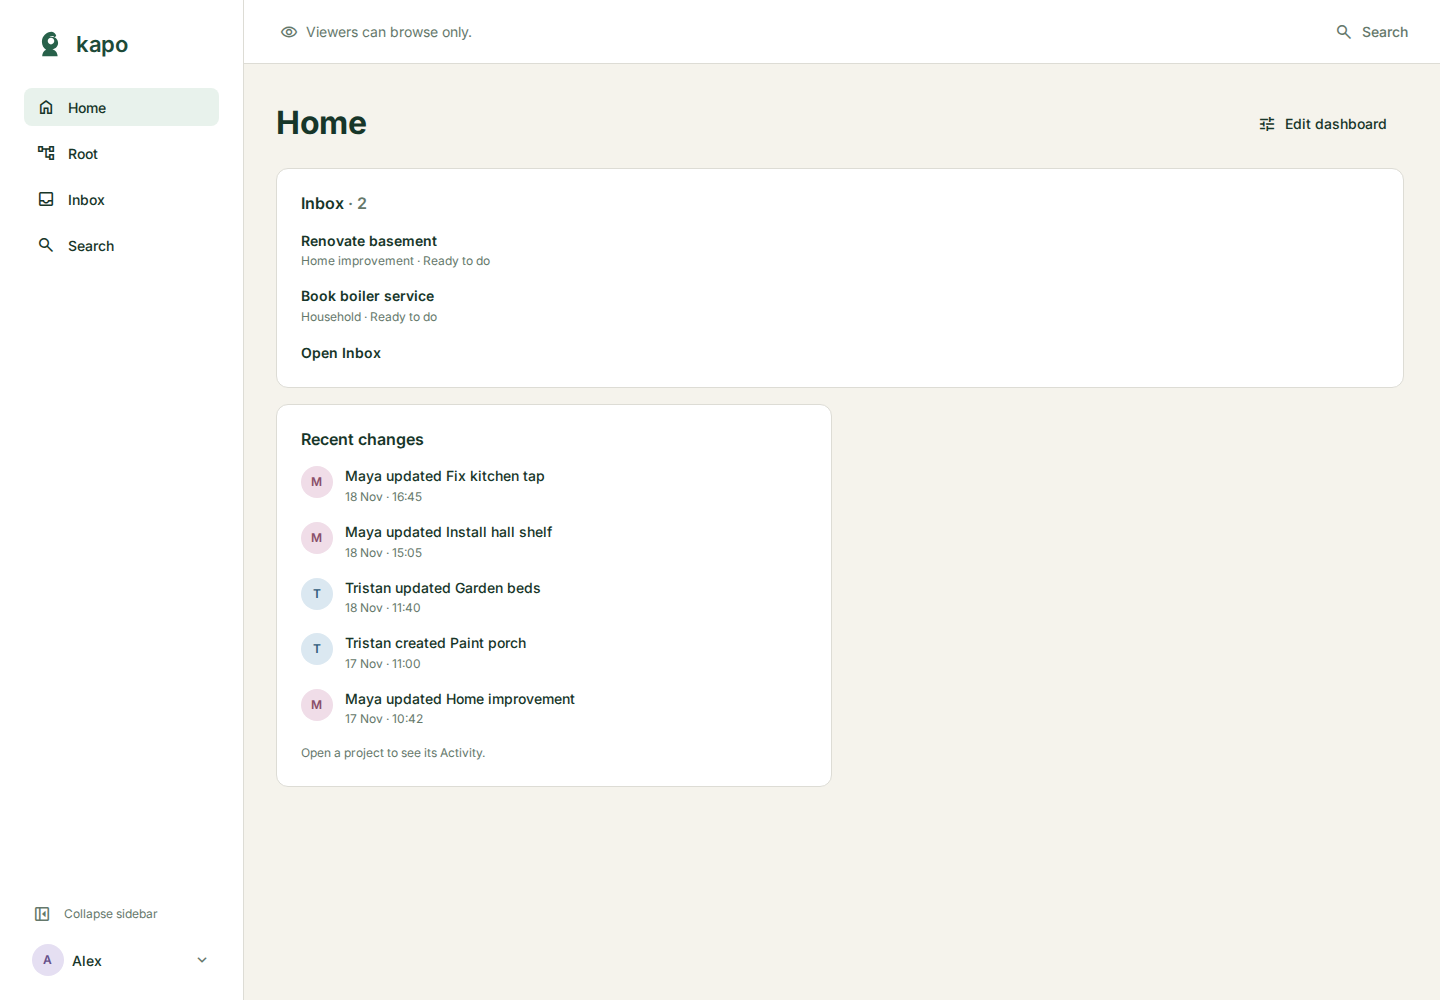 kapo
Viewers can browse only.
Search
Home
Root
Inbox
Search
Home
Edit dashboard
Inbox · 2
Renovate basement
Home improvement · Ready to do
Book boiler service
Household · Ready to do
Open Inbox
Recent changes
M
Maya updated Fix kitchen tap
18 Nov · 16:45
M
Maya updated Install hall shelf
18 Nov · 15:05
T
Tristan updated Garden beds
18 Nov · 11:40
T
Tristan created Paint porch
17 Nov · 11:00
M
Maya updated Home improvement
17 Nov · 10:42
Open a project to see its Activity.
Collapse sidebar
A
Alex